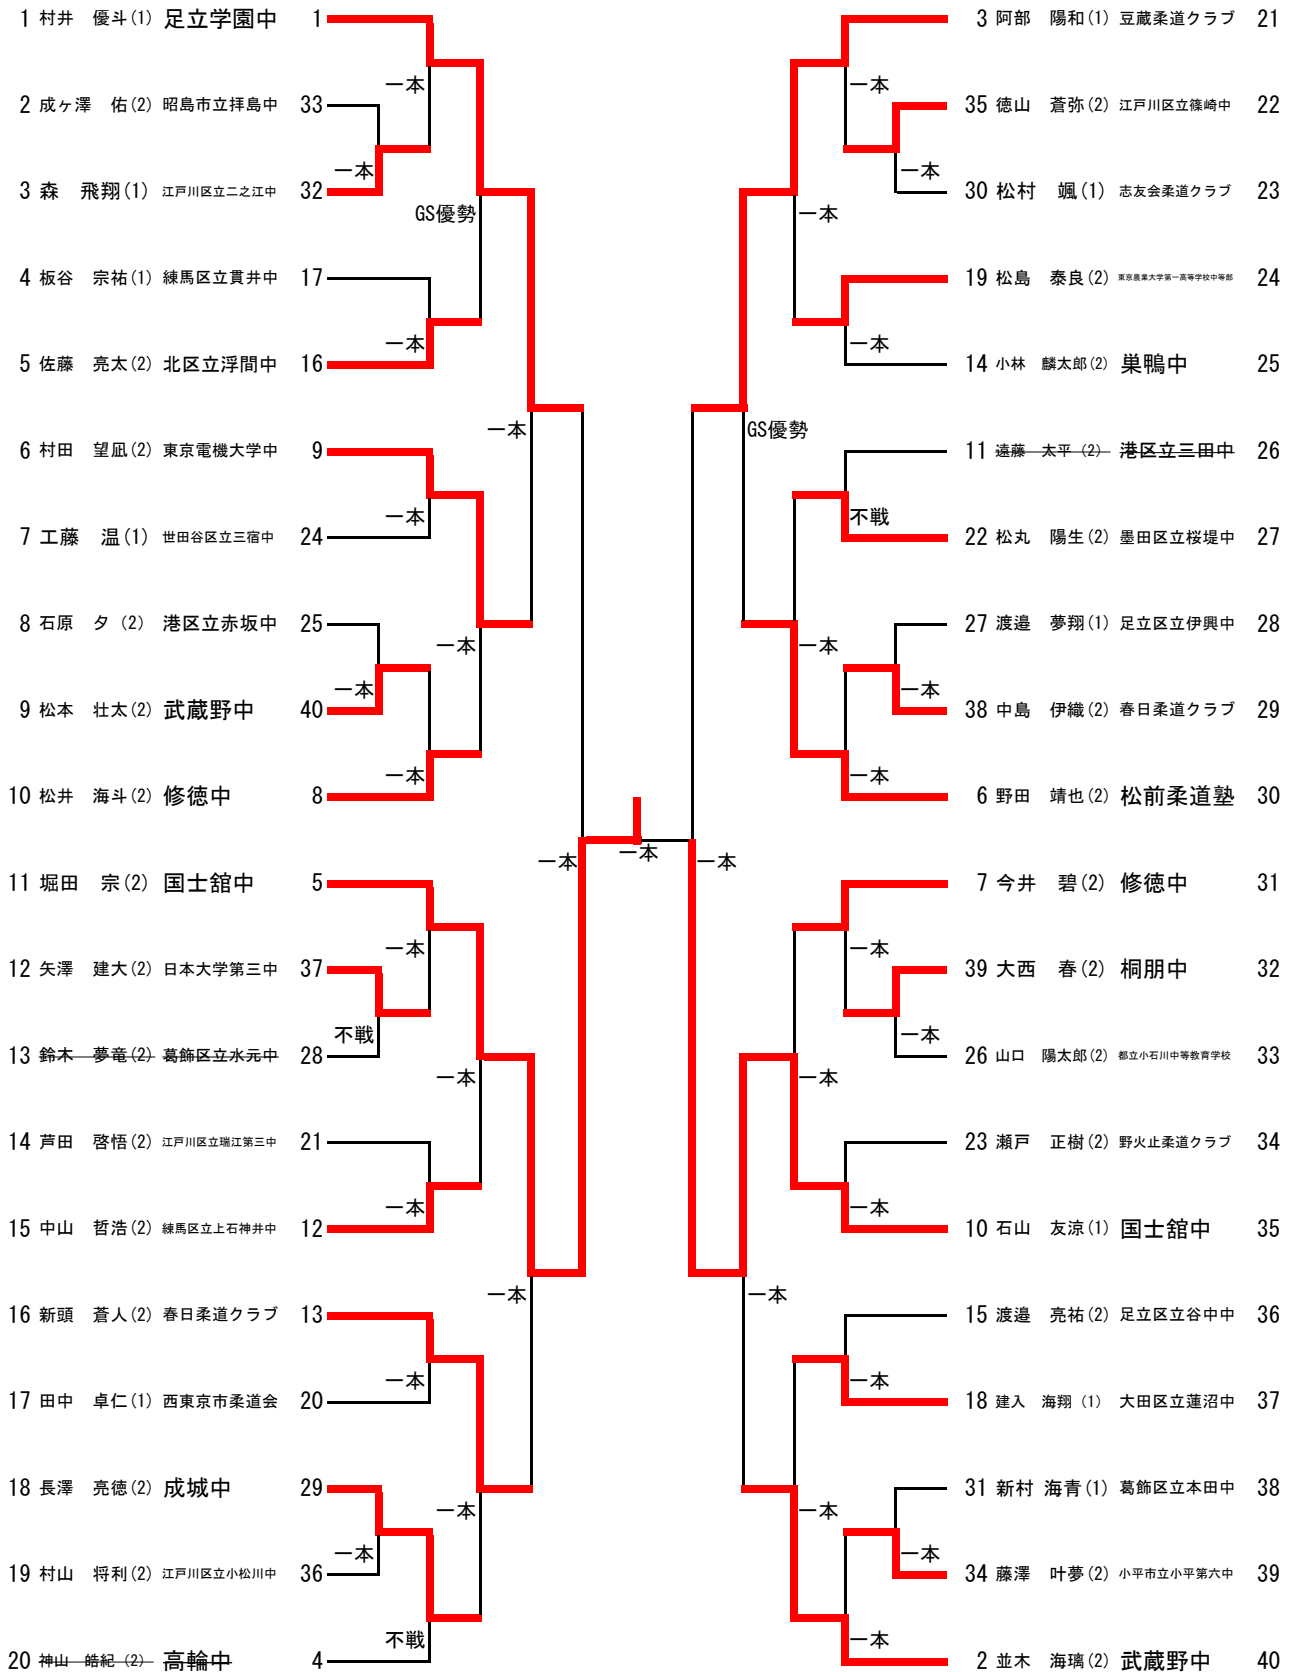 1 村井　優斗(1) 足立学園中 1
一本
2 成ヶ澤　佑(2) 昭島市立拝島中 33
一本
3 森　飛翔(1) 江戸川区立二之江中 32
GS優勢
4 板谷　宗祐(1) 練馬区立貫井中 17
一本
5 佐藤　亮太(2) 北区立浮間中 16
一本
6 村田　望凪(2) 東京電機大学中 9
一本
7 工藤　温(1) 世田谷区立三宿中 24
8 石原　夕（2） 港区立赤坂中 25
一本
一本
9 松本　壮太(2) 武蔵野中 40
一本
10 松井　海斗(2) 修徳中 8
一本
11 堀田　宗(2) 国士舘中 5
一本
12 矢澤　建大(2) 日本大学第三中 37
不戦
13 鈴木　夢竜(2) 葛飾区立水元中 28
一本
14 芦田　啓悟(2) 江戸川区立瑞江第三中 21
一本
15 中山　哲浩(2) 練馬区立上石神井中 12
一本
16 新頭　蒼人(2) 春日柔道クラブ 13
一本
17 田中　卓仁(1) 西東京市柔道会 20
18 長澤　亮徳(2) 成城中 29
一本
一本
19 村山　将利(2) 江戸川区立小松川中 36
不戦
20 神山　皓紀（2） 高輪中 4
一本
3 阿部　陽和(1) 豆蔵柔道クラブ 21
一本
35 徳山　蒼弥(2) 江戸川区立篠崎中 22
一本
30 松村　颯(1) 志友会柔道クラブ 23
一本
19 松島　泰良(2) 東京農業大学第一高等学校中等部 24
一本
14 小林　麟太郎(2) 巣鴨中 25
GS優勢
11 遠藤　太平（2） 港区立三田中 26
不戦
22 松丸　陽生(2) 墨田区立桜堤中 27
27 渡邉　夢翔(1) 足立区立伊興中 28
一本
一本
38 中島　伊織(2) 春日柔道クラブ 29
一本
6 野田　靖也(2) 松前柔道塾 30
一本
7 今井　碧(2) 修徳中 31
一本
39 大西　春(2) 桐朋中 32
一本
26 山口　陽太郎(2) 都立小石川中等教育学校 33
一本
23 瀬戸　正樹(2) 野火止柔道クラブ 34
一本
10 石山　友涼(1) 国士舘中 35
一本
15 渡邉　亮祐(2) 足立区立谷中中 36
一本
18 建入　海翔（1） 大田区立蓮沼中 37
31 新村 海青(1) 葛飾区立本田中 38
一本
一本
34 藤澤　叶夢(2) 小平市立小平第六中 39
一本
2 並木　海璃(2) 武蔵野中 40